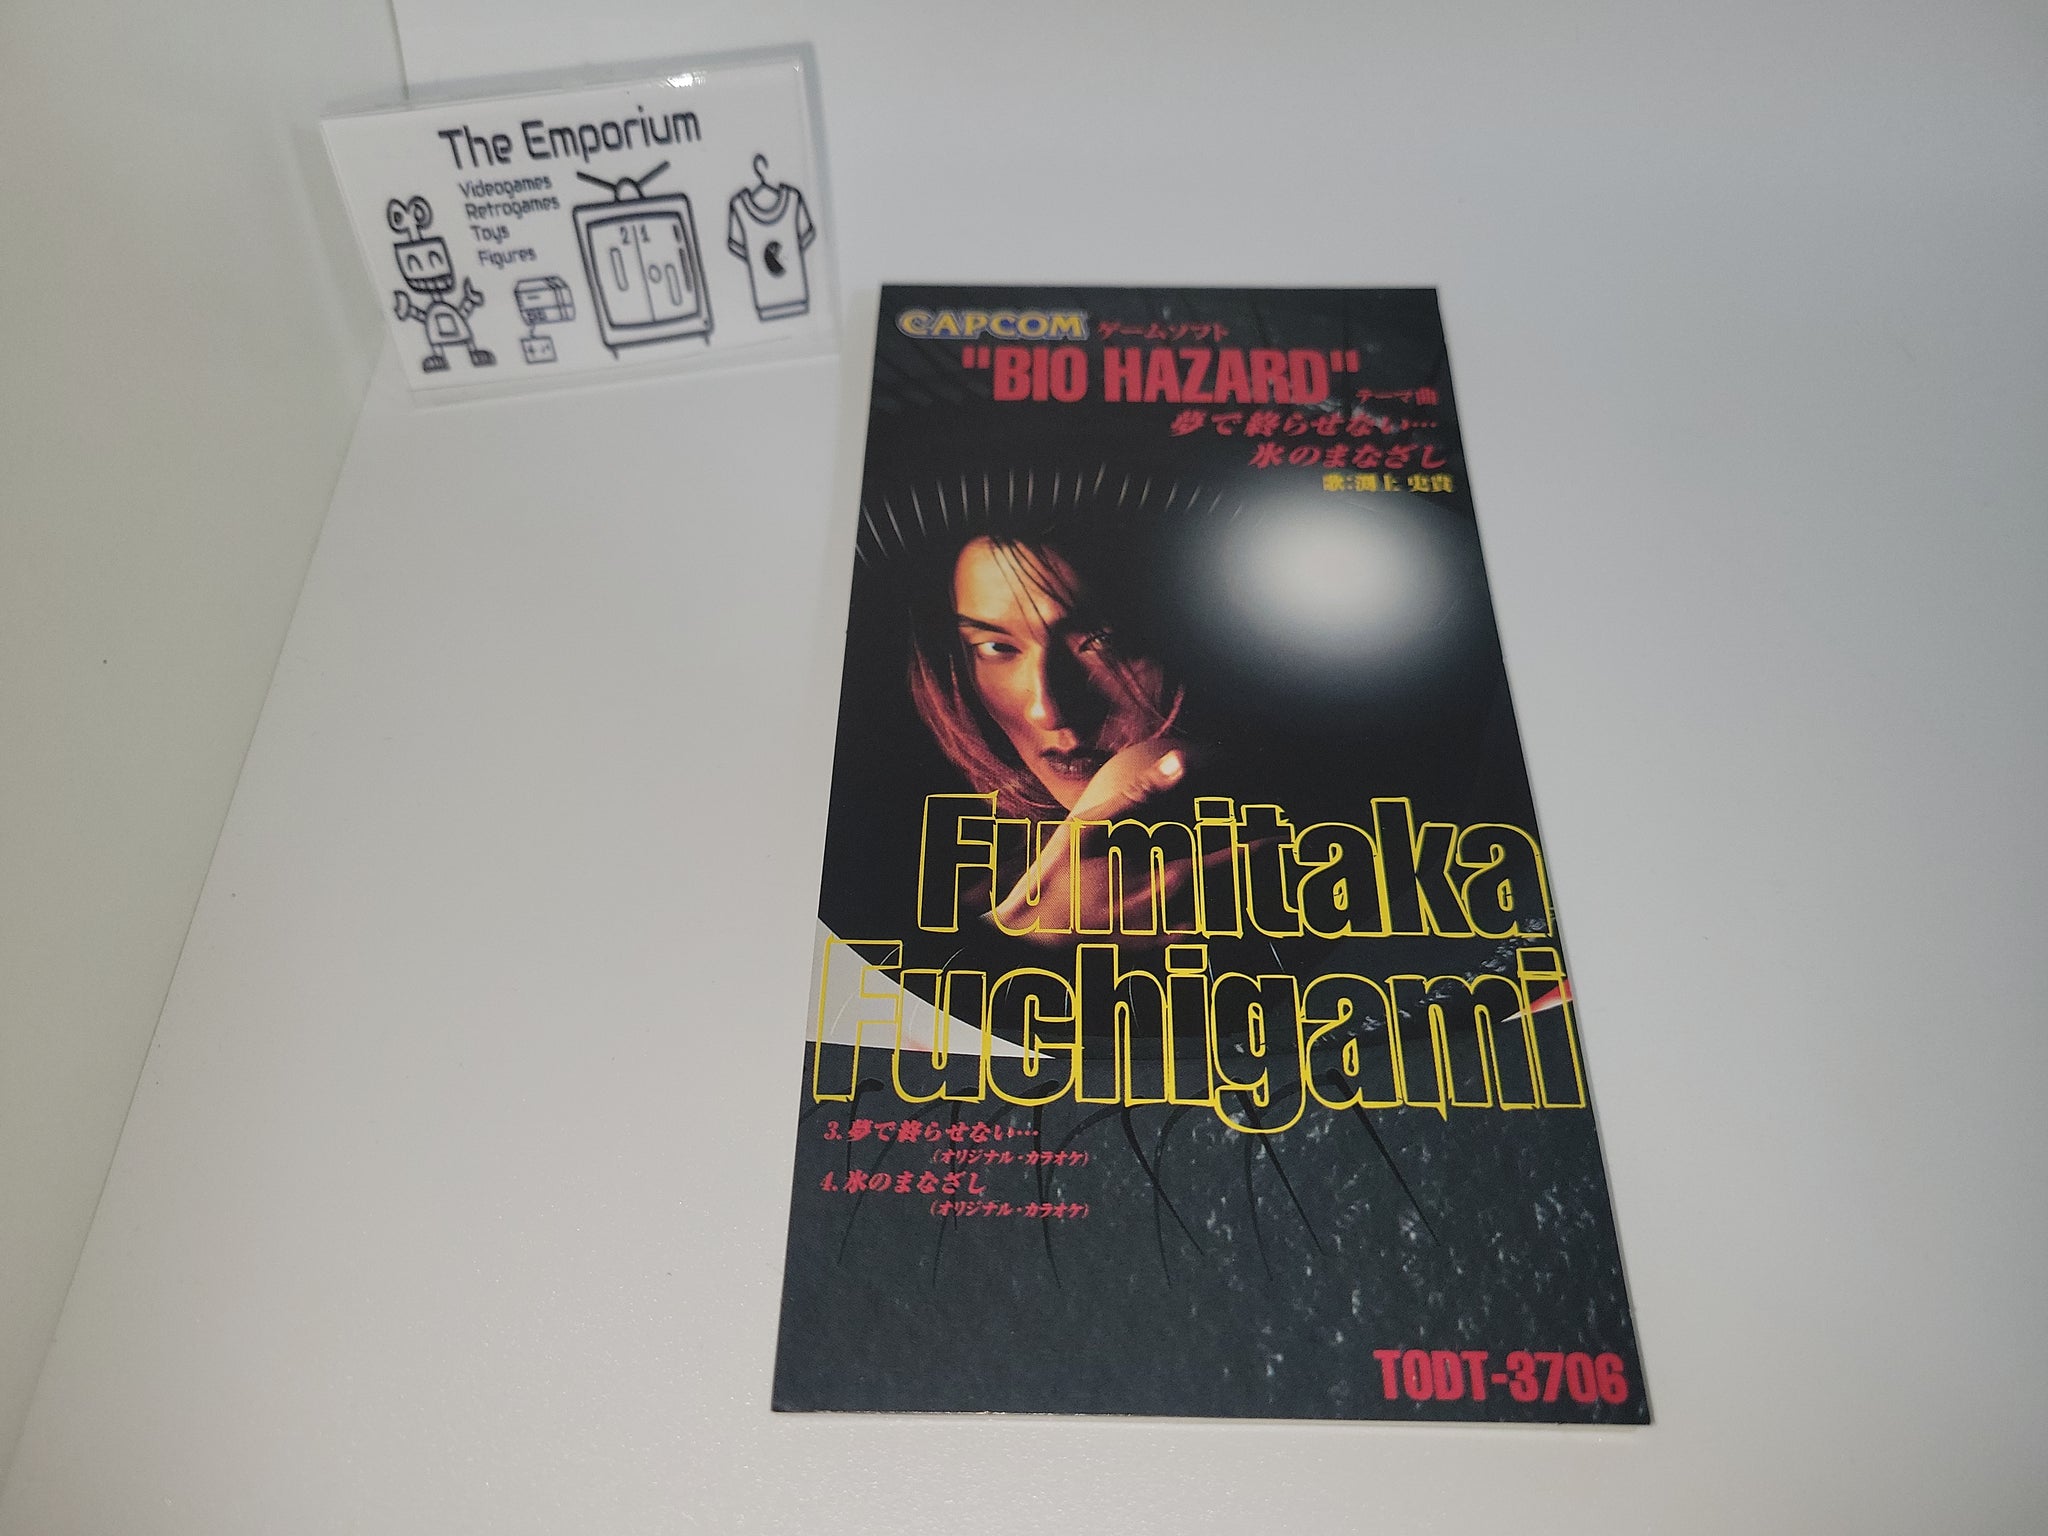 The Emporium
Videogames
Retrogames
Toys
Figures
21
CAPCOM ゲームソフト
"BIO HAZARD" テーマ曲
夢で終らせない…
氷のまなざし
歌:渕上 史貴
Fumitaka
Fuchigami
3. 夢で終らせない…
(オリジナル・カラオケ)
4. 氷のまなざし
(オリジナル・カラオケ)
TODT-3706